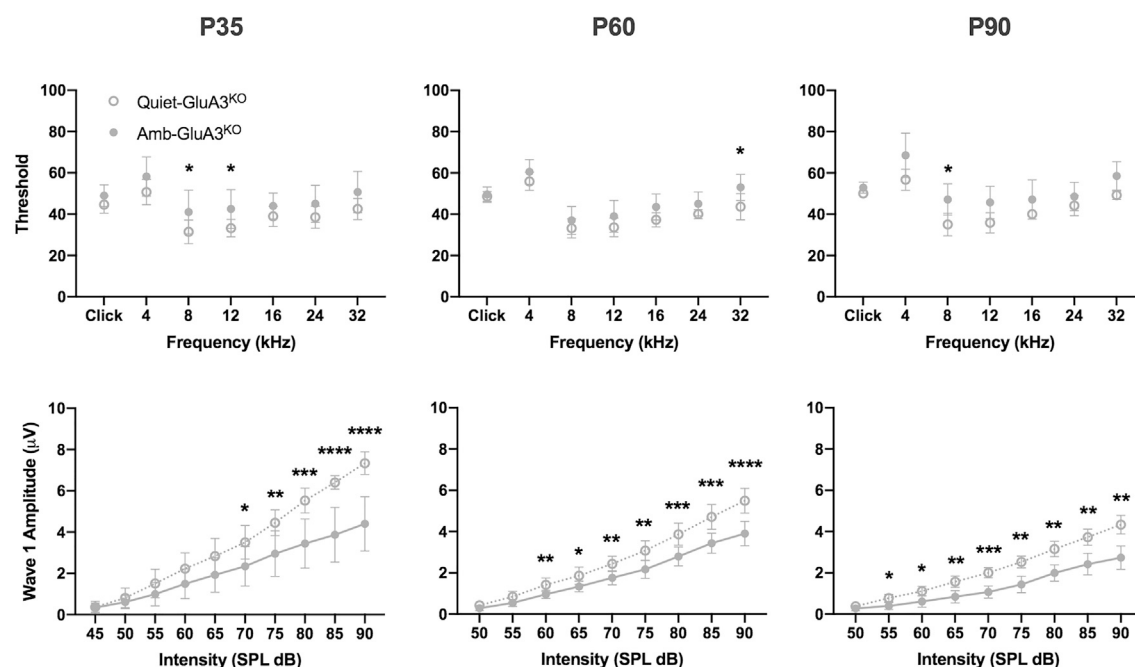 P35
P60
P90
Quiet-GluA3KO
Amb-GluA3KO
Threshold
100
80
60
40
20
0
* *
Click 4 8 12 16 24 32
Frequency (kHz)
100
80
60
40
20
0
*
Click 4 8 12 16 24 32
Frequency (kHz)
100
80
60
40
20
0
*
Click 4 8 12 16 24 32
Frequency (kHz)
Wave 1 Amplitude (μV)
10
8
6
4
2
0
* ** *** **** ****
45 50 55 60 65 70 75 80 85 90
Intensity (SPL dB)
10
8
6
4
2
0
** * ** ** *** *** ****
50 55 60 65 70 75 80 85 90
Intensity (SPL dB)
10
8
6
4
2
0
* * ** *** ** ** ** **
50 55 60 65 70 75 80 85 90
Intensity (SPL dB)